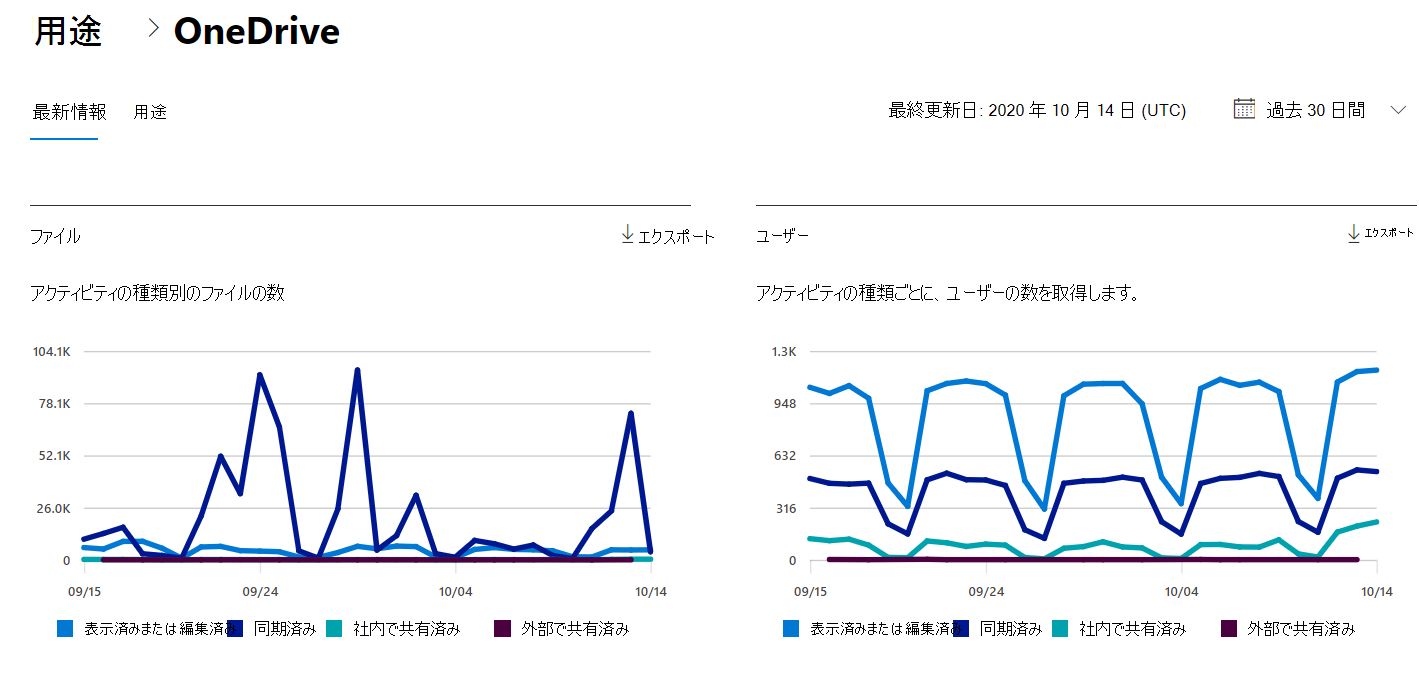 用途 > OneDrive
最新情報 用途 最終更新日: 2020 年 10 月 14 日 (UTC) 過去 30 日間
ファイル エクスポート
アクティビティの種類別のファイルの数
104.1K
78.1K
52.1K
26.0K
0
09/15 09/24 10/04 10/14
表示済みまたは編集済み 同期済み 社内で共有済み 外部で共有済み
ユーザー エクスポート
アクティビティの種類ごとに、ユーザーの数を取得します。
1.3K
948
632
316
0
09/15 09/24 10/04 10/14
表示済みまたは編集済み 同期済み 社内で共有済み 外部で共有済み